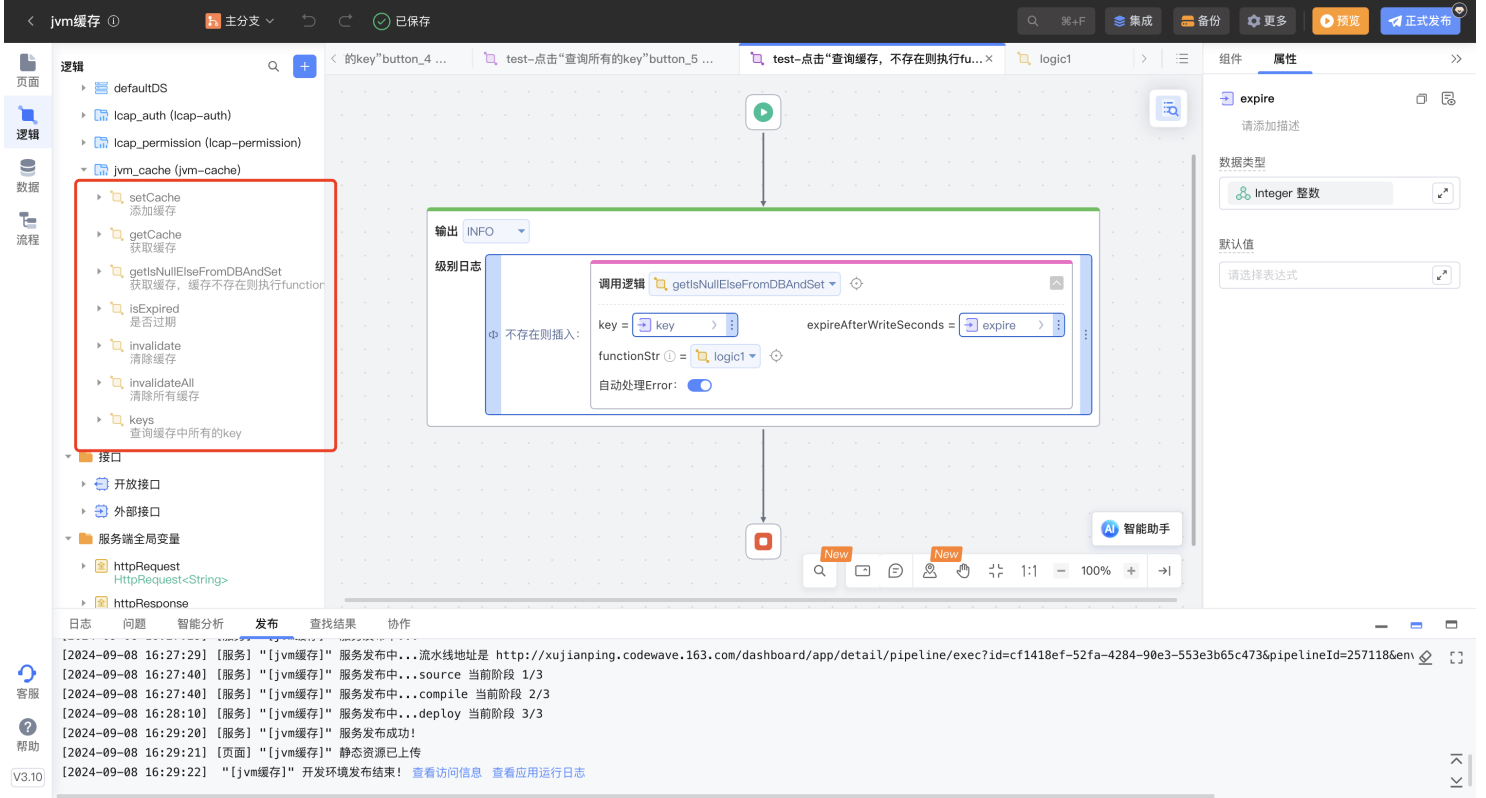 jvm缓存
主分支
已保存
⌘+F
集成
备份
更多
预览
正式发布
页面
逻辑
数据
流程
客服
帮助
V3.10
逻辑
defaultDS
lcap_auth (lcap-auth)
lcap_permission (lcap-permission)
jvm_cache (jvm-cache)
setCache
添加缓存
getCache
获取缓存
getIsNullElseFromDBAndSet
获取缓存，缓存不存在则执行function
isExpired
是否过期
invalidate
清除缓存
invalidateAll
清除所有缓存
keys
查询缓存中所有的key
接口
开放接口
外部接口
服务端全局变量
httpRequest
HttpRequest<String>
httpResponse
的key”button_4 ...
test–点击“查询所有的key”button_5 ...
test–点击“查询缓存，不存在则执行fu...
logic1
输出 INFO
级别日志
不存在则插入：
调用逻辑 getIsNullElseFromDBAndSet
key = key
expireAfterWriteSeconds = expire
functionStr = logic1
自动处理Error：
AI 智能助手
New
New
1:1
100%
组件
属性
expire
请添加描述
数据类型
Integer 整数
默认值
请选择表达式
日志
问题
智能分析
发布
查找结果
协作
[2024-09-08 16:27:29] [服务] "[jvm缓存]" 服务发布中...流水线地址是 http://xujianping.codewave.163.com/dashboard/app/detail/pipeline/exec?id=cf1418ef-52fa-4284-90e3-553e3b65c473&pipelineId=257118&env
[2024-09-08 16:27:40] [服务] "[jvm缓存]" 服务发布中...source 当前阶段 1/3
[2024-09-08 16:27:40] [服务] "[jvm缓存]" 服务发布中...compile 当前阶段 2/3
[2024-09-08 16:28:10] [服务] "[jvm缓存]" 服务发布中...deploy 当前阶段 3/3
[2024-09-08 16:29:20] [服务] "[jvm缓存]" 服务发布成功!
[2024-09-08 16:29:21] [页面] "[jvm缓存]" 静态资源已上传
[2024-09-08 16:29:22] "[jvm缓存]" 开发环境发布结束! 查看访问信息 查看应用运行日志